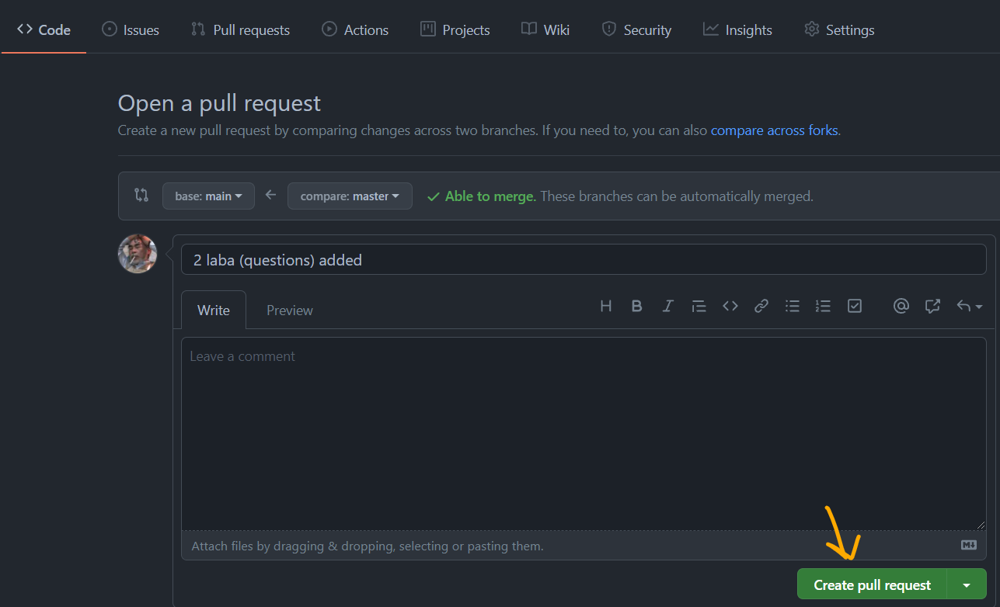 Code Issues Pull requests Actions Projects Wiki Security Insights Settings
Open a pull request
Create a new pull request by comparing changes across two branches. If you need to, you can also compare across forks.
base: main compare: master Able to merge. These branches can be automatically merged.
2 laba (questions) added
Write Preview H B I @
Leave a comment
Attach files by dragging & dropping, selecting or pasting them.
Create pull request